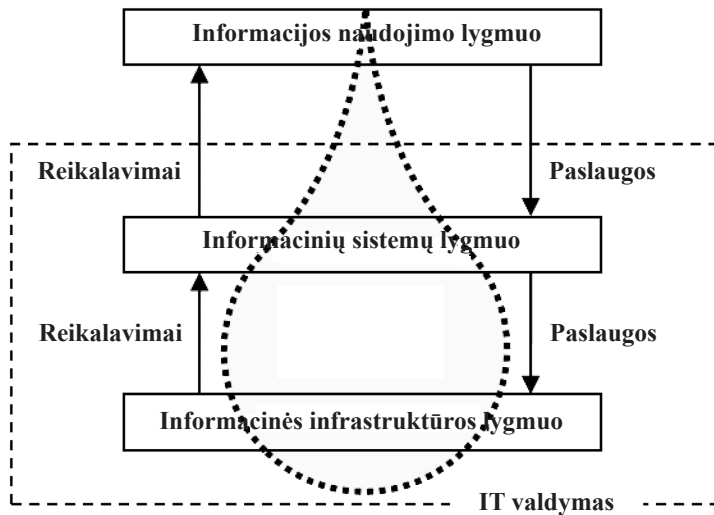 Informacijos naudojimo lygmuo
Reikalavimai
Paslaugos
Informacinių sistemų lygmuo
Reikalavimai
Paslaugos
Informacinės infrastruktūros lygmuo
IT valdymas